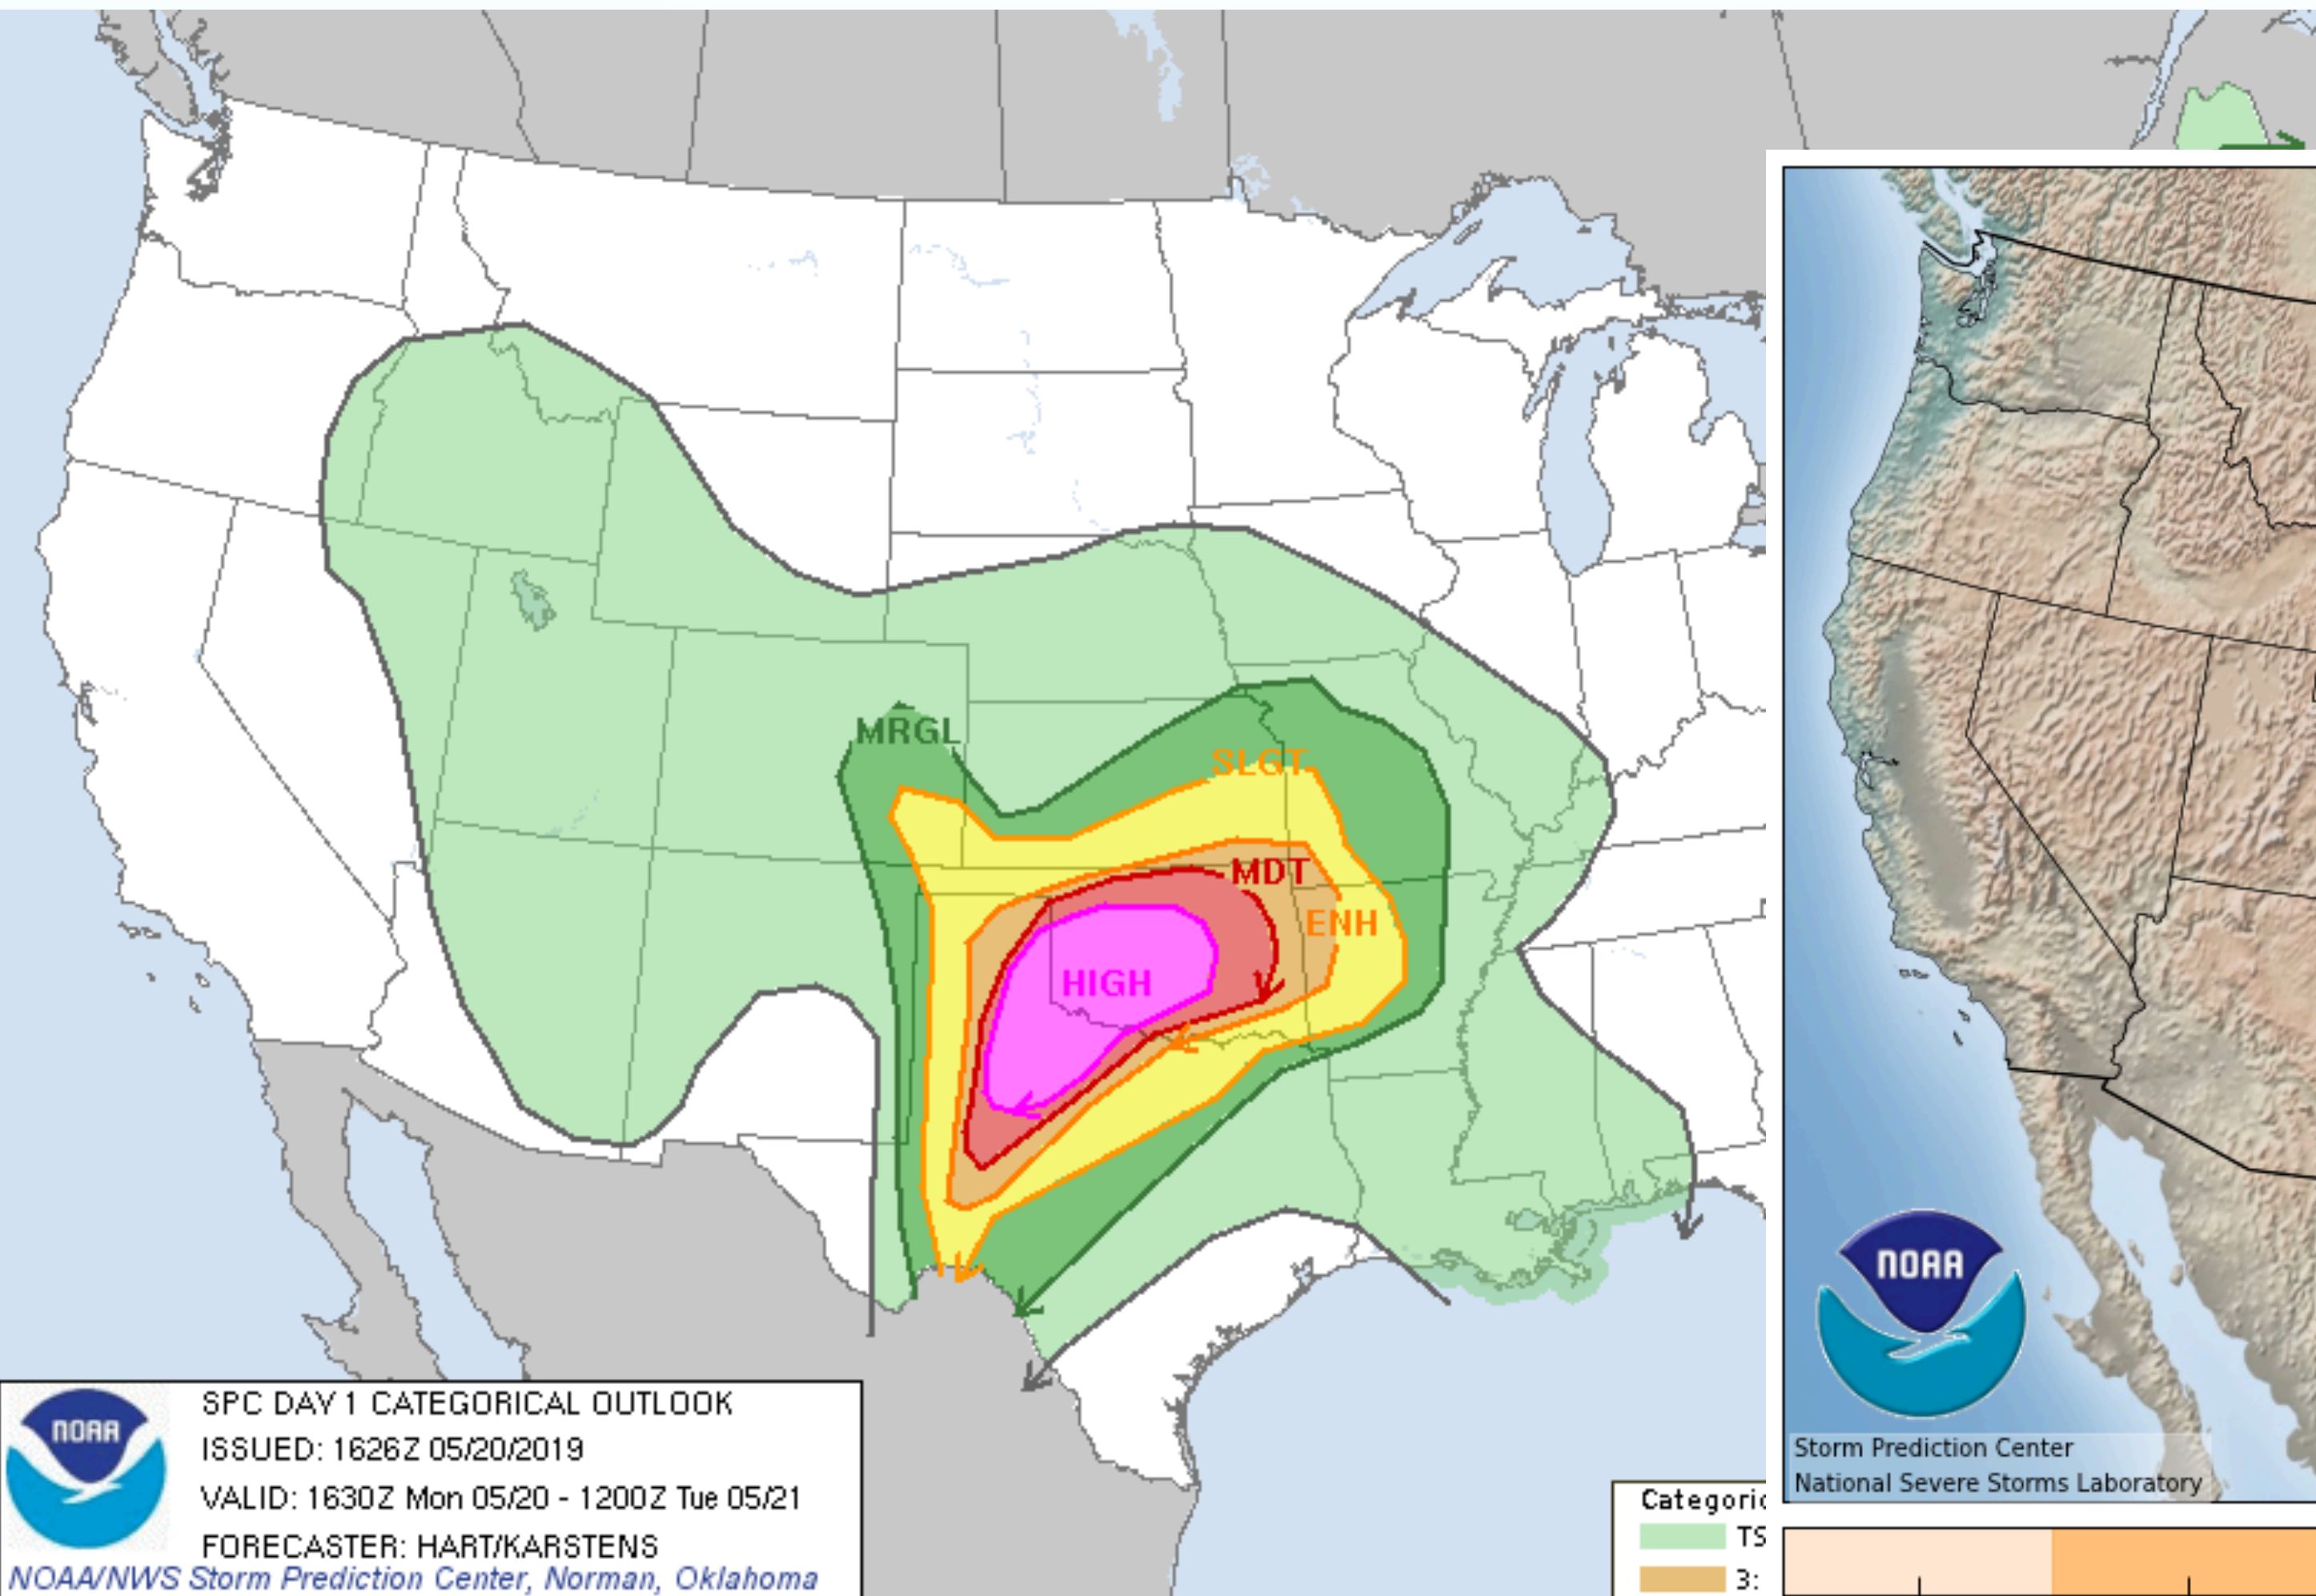 MRGL
SLGT
MDT
ENH
HIGH
NOAA
SPC DAY 1 CATEGORICAL OUTLOOK
ISSUED: 1626Z 05/20/2019
VALID: 1630Z Mon 05/20 - 1200Z Tue 05/21
FORECASTER: HART/KARSTENS
NOAA/NWS Storm Prediction Center, Norman, Oklahoma
Categoric
TS
3:
NOAA
Storm Prediction Center
National Severe Storms Laboratory